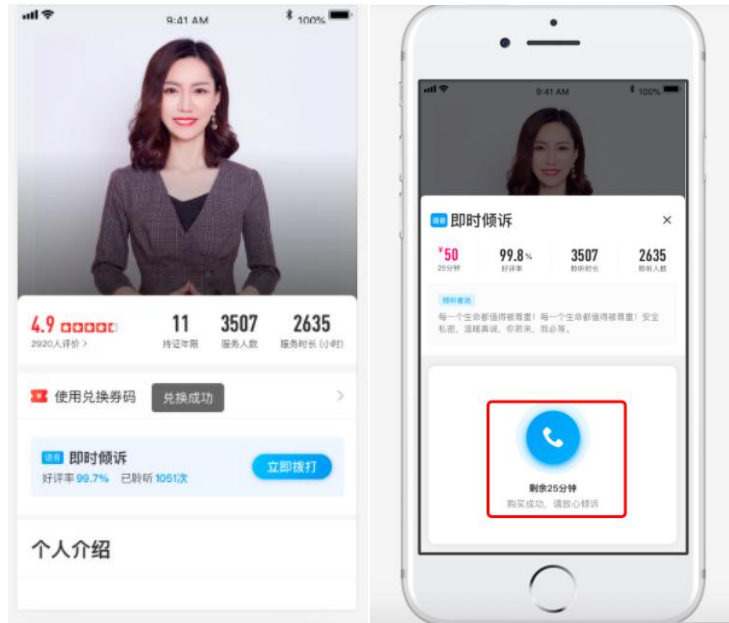 9:41 AM
100%
4.9
11
3507
2635
2920人评价 >
持证年限
服务人数
服务时长(小时)
使用兑换券码
兑换成功
语音 即时倾诉
好评率99.7% 已聆听1051次
立即拨打
个人介绍
9:41 AM
100%
语音 即时倾诉
×
¥50
99.8%
3507
2635
25分钟
好评率
聆听时长
聆听人数
倾听者说
每一个生命都值得被尊重!每一个生命都值得被尊重!安全
私密,温暖真诚,你若来,我必等。
剩余25分钟
购买成功,请放心倾诉